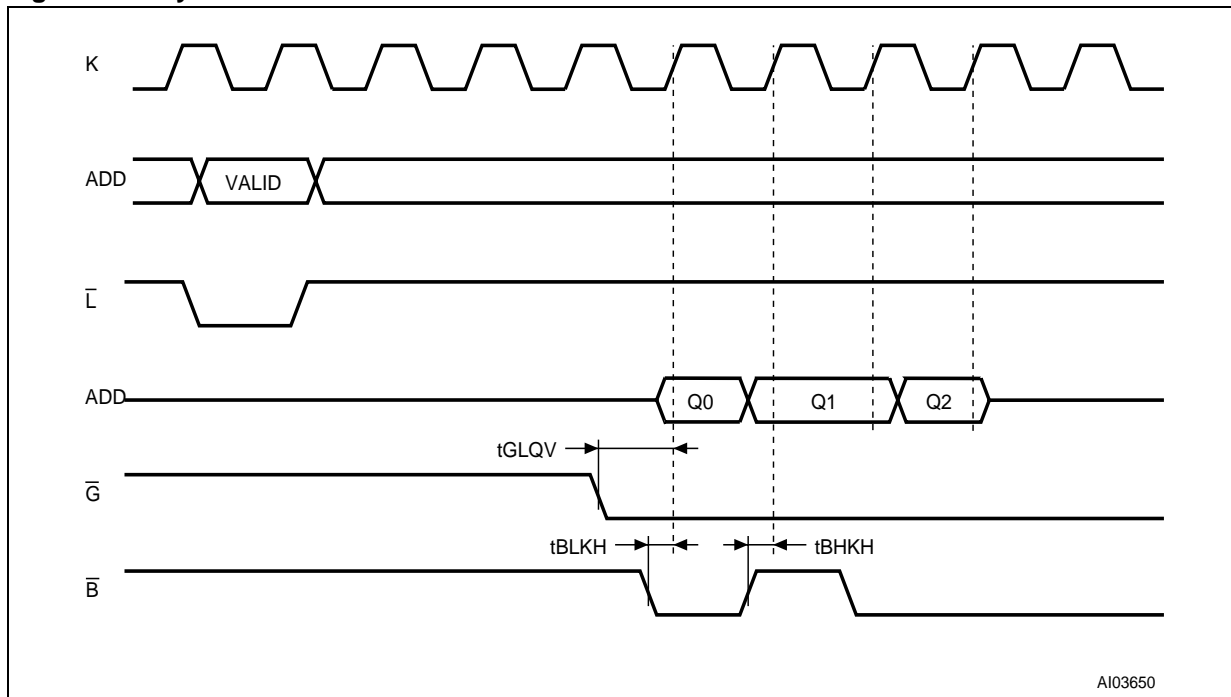 K
ADD
VALID
L̅
ADD
Q0 Q1 Q2
tGLQV
G̅
tBLKH tBHKH
B̅
AI03650